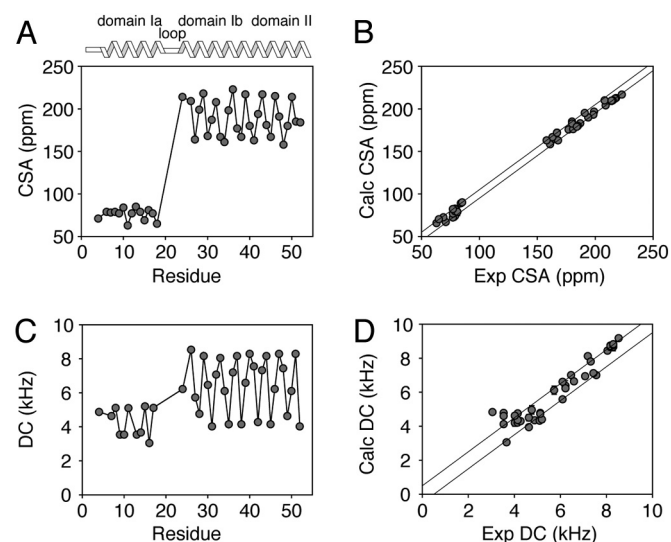 A
domain Ia domain Ib domain II
loop
250
200
150
100
50
CSA (ppm)
0 10 20 30 40 50
Residue
B
250
200
150
100
50
Calc CSA (ppm)
50 100 150 200 250
Exp CSA (ppm)
C
10
8
6
4
2
0
DC (kHz)
0 10 20 30 40 50
Residue
D
10
8
6
4
2
0
Calc DC (kHz)
0 2 4 6 8 10
Exp DC (kHz)